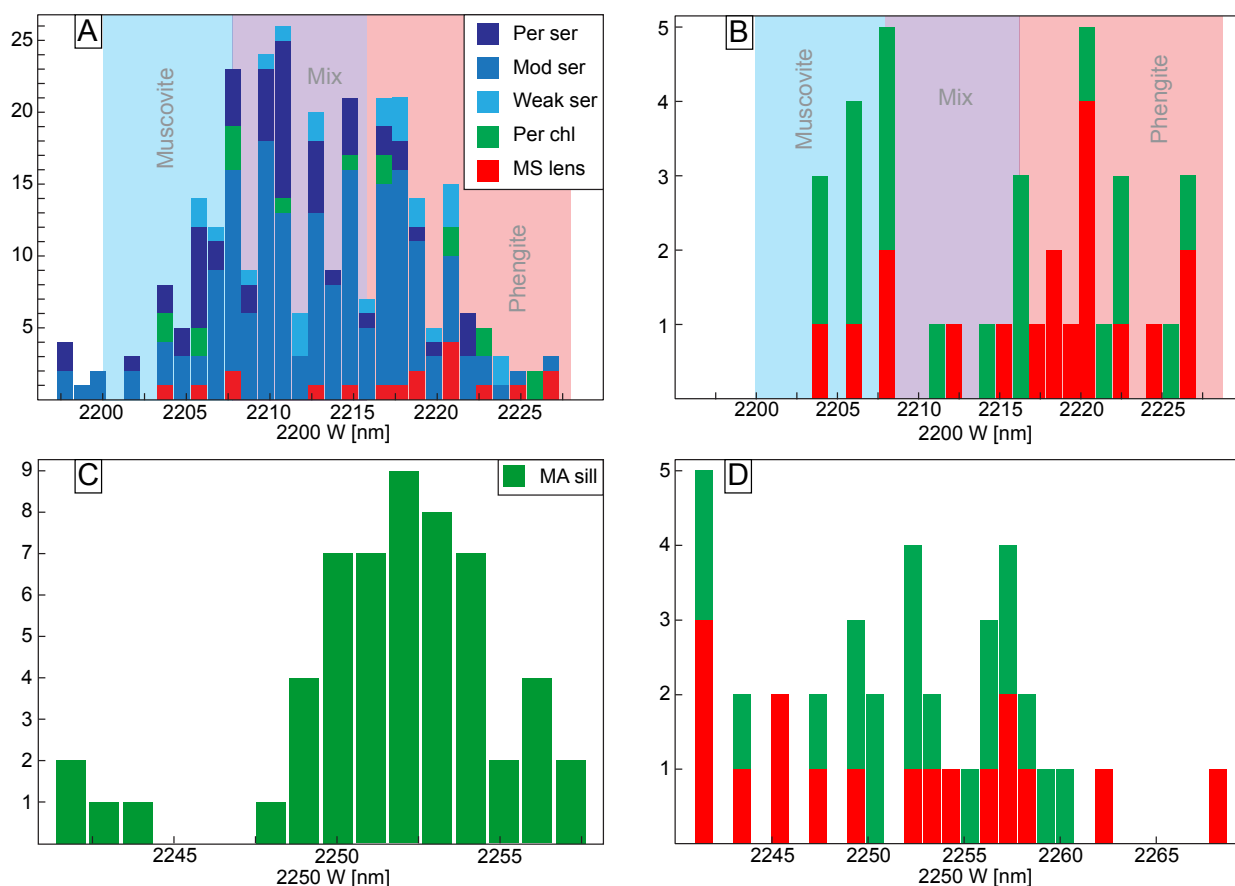 A
25
20
15
10
5
Muscovite
Mix
Phengite
Per ser
Mod ser
Weak ser
Per chl
MS lens
2200 2205 2210 2215 2220 2225
2200 W [nm]
B
5
4
3
2
1
Muscovite
Mix
Phengite
2200 2205 2210 2215 2220 2225
2200 W [nm]
C
9
8
7
6
5
4
3
2
1
MA sill
2245 2250 2255
2250 W [nm]
D
5
4
3
2
1
2245 2250 2255 2260 2265
2250 W [nm]